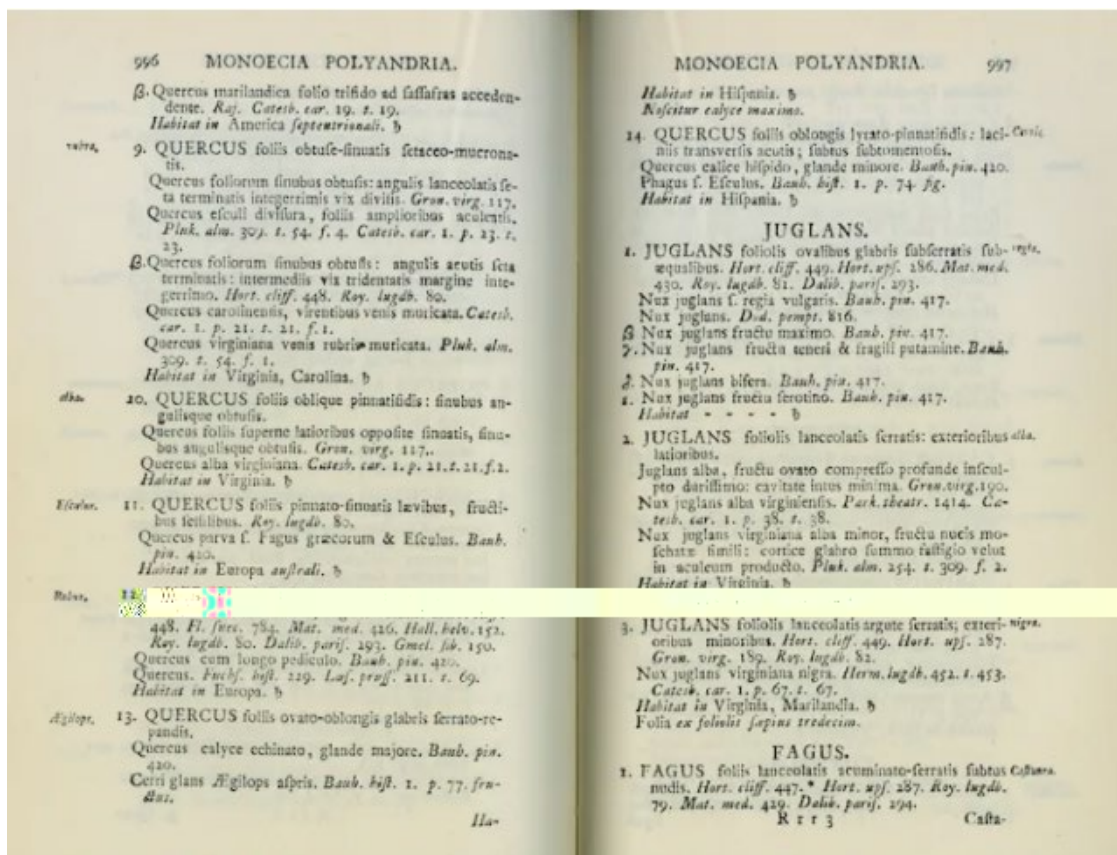 996 MONOECIA POLYANDRIA.
β. Quercus marilandica folio trifido ad ſaſſafras acceden-
dente. Raj. Catesb. car. 19. t. 19.
Habitat in America ſeptentrionali. ♄
rubra. 9. QUERCUS foliis obtuſe-ſinuatis ſetaceo-mucrona-
tis.
Quercus foliorum ſinubus obtuſis: angulis lanceolatis ſe-
ta terminatis integerrimis vix diviſis. Gron. virg. 117.
Quercus eſculi diviſura, foliis amplioribus aculeatis.
Pluk. alm. 309. t. 54. f. 4. Catesb. car. 1. p. 23. t.
23.
β. Quercus foliorum ſinubus obtuſis: angulis acutis ſeta
terminatis: intermediis vix tridentatis margine inte-
gerrimo. Hort. cliff. 448. Roy. lugdb. 80.
Quercus carolinenſis, virentibus venis muricata. Catesb.
car. 1. p. 21. t. 21. f. 1.
Quercus virginiana venis rubris muricata. Pluk. alm.
309. t. 54. f. 1.
Habitat in Virginia, Carolina. ♄
alba. 20. QUERCUS foliis oblique pinnatifidis: ſinubus an-
guliſque obtuſis.
Quercus foliis ſuperne latioribus oppoſite ſinuatis, ſinu-
bus anguliſque obtuſis. Gron. virg. 117.
Quercus alba virginiana. Catesb. car. 1. p. 21. t. 21. f. 2.
Habitat in Virginia. ♄
Eſculus. 11. QUERCUS foliis pinnato-ſinuatis lævibus, fructi-
bus ſeſſilibus. Roy. lugdb. 80.
Quercus parva ſ. Fagus græcorum & Eſculus. Bauh.
pin. 420.
Habitat in Europa auſtrali. ♄
Robur.
448. Fl. ſuec. 784. Mat. med. 426. Hall. helv. 152.
Roy. lugdb. 80. Dalib. pariſ. 293. Gmel. ſib. 150.
Quercus cum longo pediculo. Bauh. pin. 420.
Quercus. Fuchſ. hiſt. 229. Lœſ. pruſſ. 211. t. 69.
Habitat in Europa. ♄
Ægilops. 13. QUERCUS foliis ovato-oblongis glabris ſerrato-re-
pandis.
Quercus calyce echinato, glande majore. Bauh. pin.
420.
Cerri glans Ægilops aſpris. Bauh. hiſt. 1. p. 77. fru-
ctus.
Ha-
MONOECIA POLYANDRIA. 997
Habitat in Hiſpania. ♄
Noſcitur calyce maximo.
14. QUERCUS foliis oblongis lyrato-pinnatifidis: laci-
niis transverſis acutis; ſubtus ſubtomentoſis.
Quercus calice hiſpido, glande minore. Bauh. pin. 420.
Phagus ſ. Eſculus. Bauh. hiſt. 1. p. 74. fig.
Habitat in Hiſpania. ♄
JUGLANS.
1. JUGLANS foliolis ovalibus glabris ſubſerratis ſub- regia.
æqualibus. Hort. cliff. 449. Hort. upſ. 286. Mat. med.
430. Roy. lugdb. 82. Dalib. pariſ. 293.
Nux juglans ſ. regia vulgaris. Bauh. pin. 417.
Nux juglans. Dod. pempt. 816.
β Nux juglans fructu maximo. Bauh. pin. 417.
γ. Nux juglans fructu teneri & fragili putamine. Bauh.
pin. 417.
δ. Nux juglans bifera. Bauh. pin. 417.
ε. Nux juglans fructu ſerotino. Bauh. pin. 417.
Habitat - - - - ♄
2. JUGLANS foliolis lanceolatis ſerratis: exterioribus alba.
latioribus.
Juglans alba, fructu ovato compreſſo profunde inſcul-
pto duriſſimo: cavitate intus minima. Gron. virg. 190.
Nux juglans alba virginienſis. Park. theatr. 1414. Ca-
tesb. car. 1. p. 38. t. 38.
Nux juglans virginiana alba minor, fructu nucis mo-
ſchatæ ſimili: cortice glabro ſummo faſtigio velut
in aculeum producto. Pluk. alm. 254. t. 309. f. 2.
Habitat in Virginia. ♄
3. JUGLANS foliolis lanceolatis argute ſerratis; exteri- nigra.
oribus minoribus. Hort. cliff. 449. Hort. upſ. 287.
Gron. virg. 189. Roy. lugdb. 82.
Nux juglans virginiana nigra. Herm. lugdb. 452. t. 453.
Catesb. car. 1. p. 67. t. 67.
Habitat in Virginia, Marilandia. ♄
Folia ex foliolis ſæpius tredecim.
FAGUS.
1. FAGUS foliis lanceolatis acuminato-ſerratis ſubtus Caſtanea.
nudis. Hort. cliff. 447.* Hort. upſ. 287. Roy. lugdb.
79. Mat. med. 429. Dalib. pariſ. 294.
Rrr 3 Caſta-